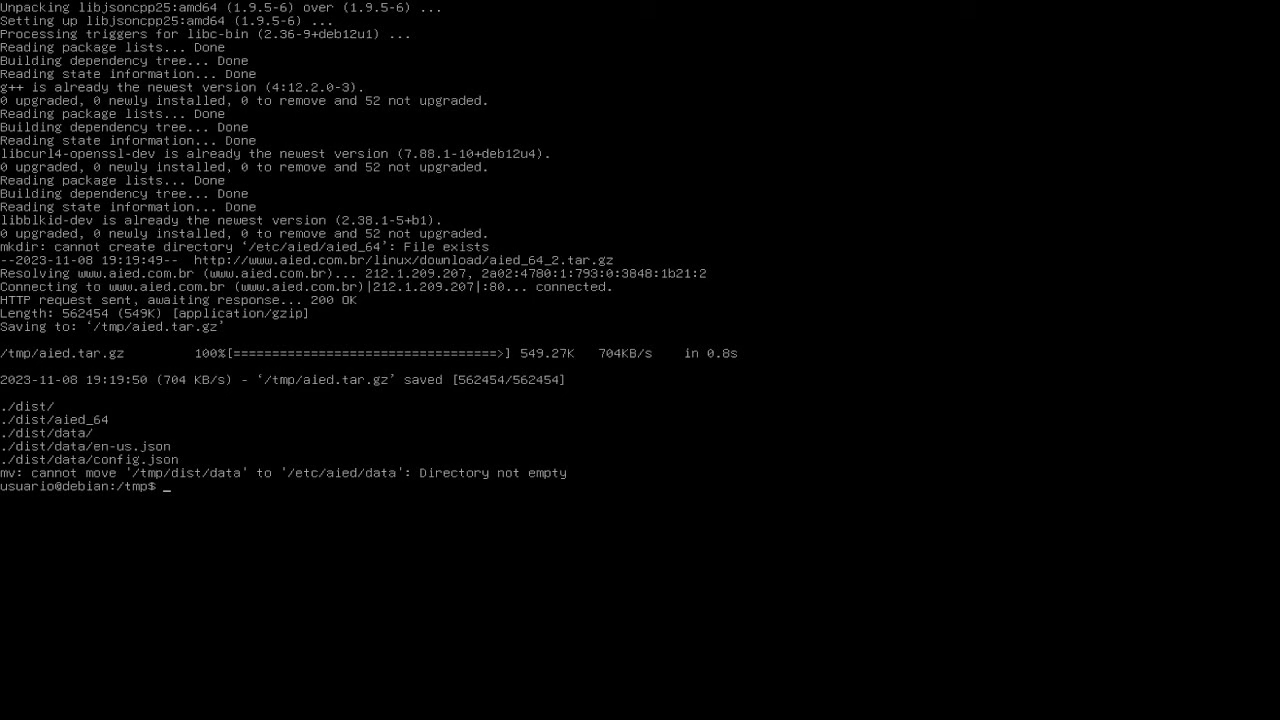 Unpacking libjsoncpp25:amd64 (1.9.5-6) over (1.9.5-6) ...
Setting up libjsoncpp25:amd64 (1.9.5-6) ...
Processing triggers for libc-bin (2.36-9+deb12u1) ...
Reading package lists... Done
Building dependency tree... Done
Reading state information... Done
g++ is already the newest version (4:12.2.0-3).
0 upgraded, 0 newly installed, 0 to remove and 52 not upgraded.
Reading package lists... Done
Building dependency tree... Done
Reading state information... Done
libcurl4-openssl-dev is already the newest version (7.88.1-10+deb12u4).
0 upgraded, 0 newly installed, 0 to remove and 52 not upgraded.
Reading package lists... Done
Building dependency tree... Done
Reading state information... Done
libblkid-dev is already the newest version (2.38.1-5+b1).
0 upgraded, 0 newly installed, 0 to remove and 52 not upgraded.
mkdir: cannot create directory ‘/etc/aied/aied_64’: File exists
--2023-11-08 19:19:49--  http://www.aied.com.br/linux/download/aied_64_2.tar.gz
Resolving www.aied.com.br (www.aied.com.br)... 212.1.209.207, 2a02:4780:1:793:0:3848:1b21:2
Connecting to www.aied.com.br (www.aied.com.br)|212.1.209.207|:80... connected.
HTTP request sent, awaiting response... 200 OK
Length: 562454 (549K) [application/gzip]
Saving to: ‘/tmp/aied.tar.gz’
/tmp/aied.tar.gz         100%[==================================>] 549.27K   704KB/s    in 0.8s
2023-11-08 19:19:50 (704 KB/s) - ‘/tmp/aied.tar.gz’ saved [562454/562454]
./dist/
./dist/aied_64
./dist/data/
./dist/data/en-us.json
./dist/data/config.json
mv: cannot move '/tmp/dist/data' to '/etc/aied/data': Directory not empty
usuario@debian:/tmp$ _